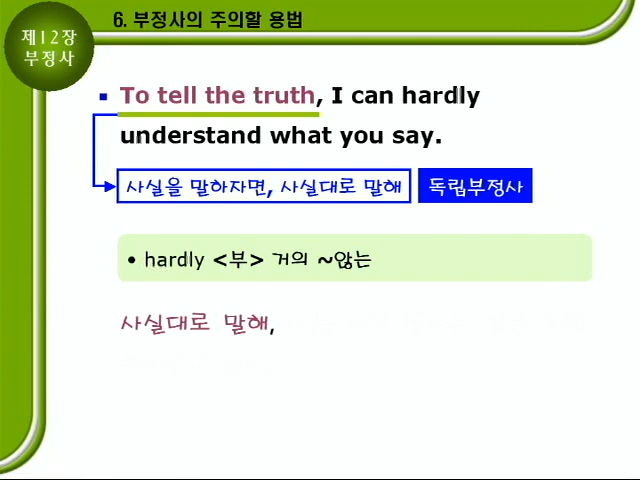 6. 부정사의 주의할 용법
제12장
부정사
To tell the truth, I can hardly
understand what you say.
사실을 말하자면, 사실대로 말해
독립부정사
• hardly <부> 거의 ~않는
사실대로 말해,